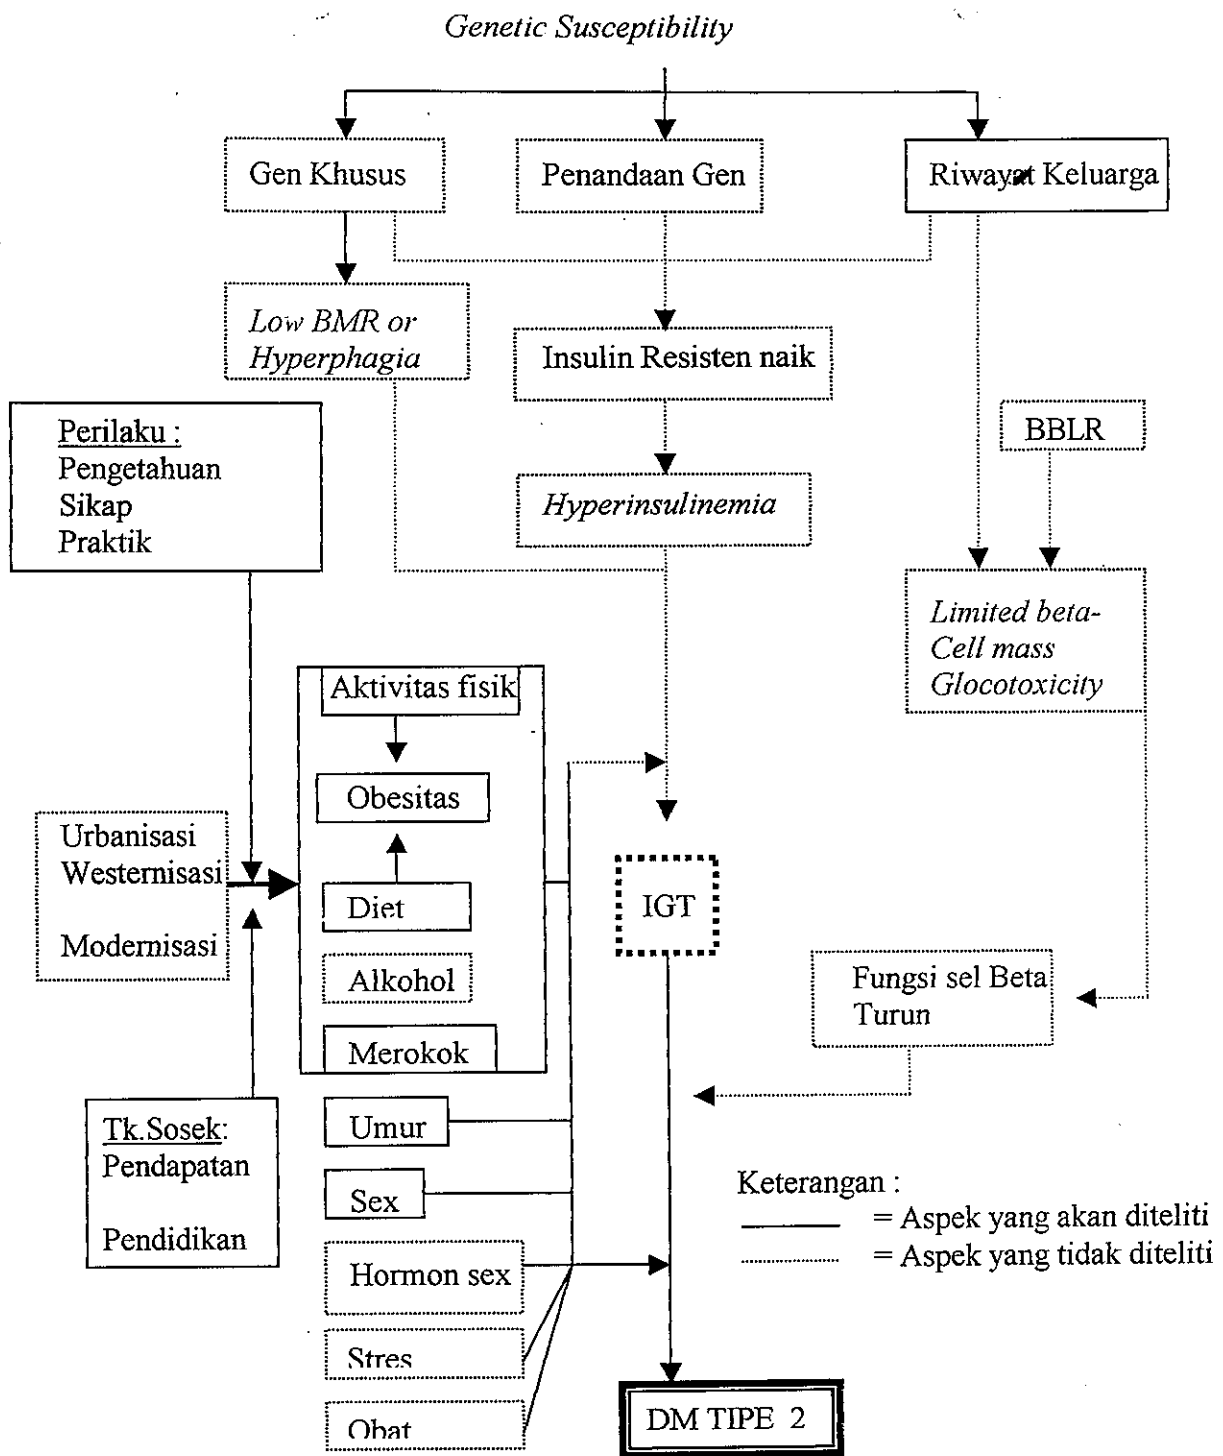 Genetic Susceptibility
Gen Khusus
Penandaan Gen
Riwayat Keluarga
Low BMR or
Hyperphagia
Insulin Resisten naik
BBLR
Perilaku :
Pengetahuan
Sikap
Praktik
Hyperinsulinemia
Limited beta-
Cell mass
Glocotoxicity
Aktivitas fisik
Obesitas
Urbanisasi
Westernisasi
Modernisasi
Diet
IGT
Alkohol
Fungsi sel Beta
Turun
Merokok
Tk.Sosek:
Pendapatan
Pendidikan
Umur
Sex
Hormon sex
Stres
Obat
Keterangan :
= Aspek yang akan diteliti
= Aspek yang tidak diteliti
DM TIPE 2